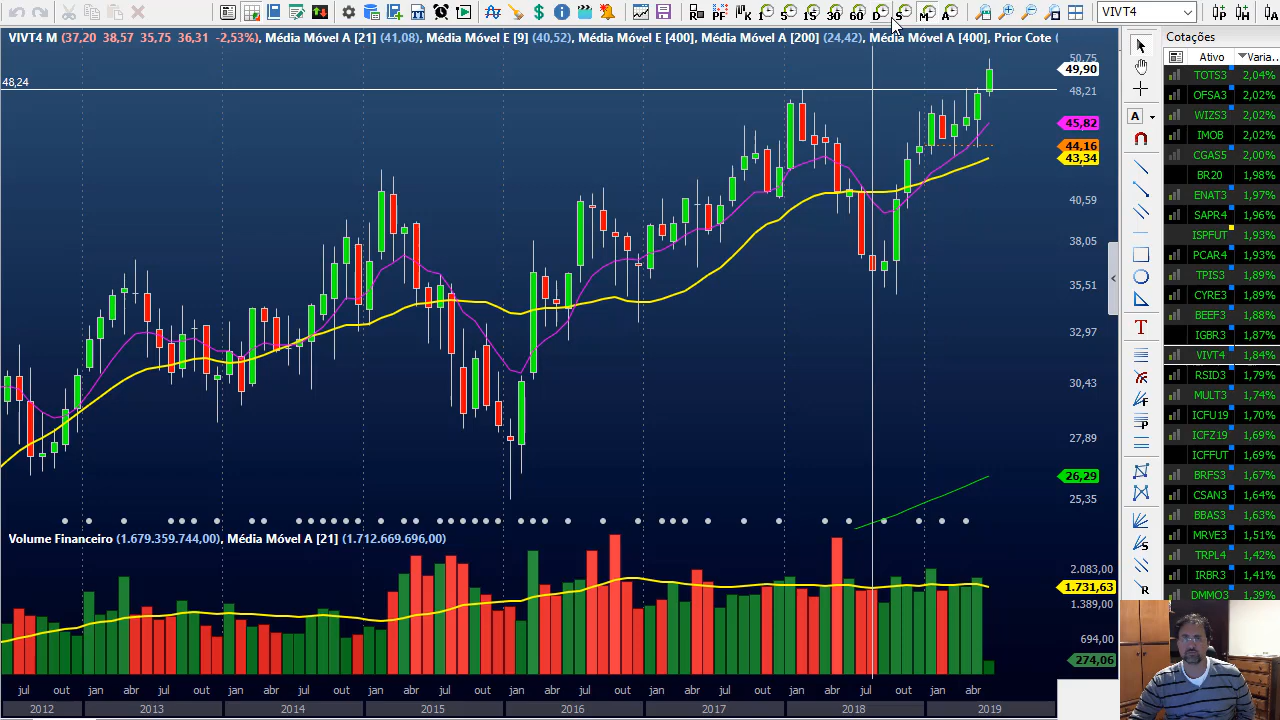 R PF K 1 5 15 30 60 D S M A VIVT4 P H A
VIVT4 M (37,20 38,57 35,75 36,31 -2,53%), Média Móvel A [21] (41,08), Média Móvel E [9] (40,52), Média Móvel E [400], Média Móvel A [200] (24,42), Média Móvel A [400], Prior Cote (
48,24
50,75
49,90
48,21
45,82
44,16
43,34
40,59
38,05
35,51
32,97
30,43
27,89
26,29
25,35
Volume Financeiro (1.679.359.744,00), Média Móvel A [21] (1.712.669.696,00)
2.083,00
1.731,63
1.389,00
694,00
274,06
jul out jan abr jul out jan abr jul out jan abr jul out jan abr jul out jan abr jul out jan abr jul out jan abr
2012 2013 2014 2015 2016 2017 2018 2019
A
T
F
P
S
R
Cotações
Ativo Varia...
TOTS3 2,04%
OFSA3 2,02%
WIZS3 2,02%
IMOB 2,02%
CGAS5 2,00%
BR20 1,98%
ENAT3 1,97%
SAPR4 1,96%
ISPFUT 1,93%
PCAR4 1,93%
TPIS3 1,89%
CYRE3 1,89%
BEEF3 1,88%
IGBR3 1,87%
VIVT4 1,84%
RSID3 1,79%
MULT3 1,74%
ICFU19 1,70%
ICFZ19 1,69%
ICFFUT 1,69%
BRFS3 1,67%
CSAN3 1,64%
BBAS3 1,63%
MRVE3 1,51%
TRPL4 1,42%
IRBR3 1,41%
DMMO3 1,39%